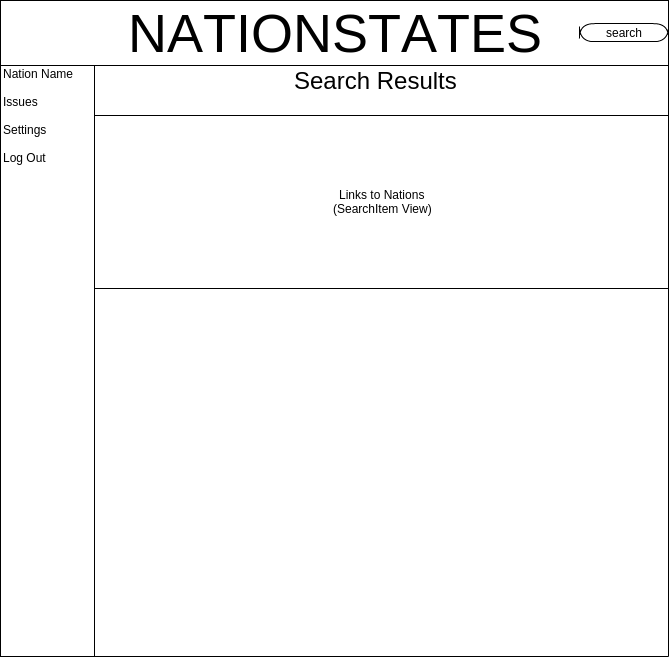 NATIONSTATES
search
Nation Name
Issues
Settings
Log Out
Search Results
Links to Nations
(SearchItem View)